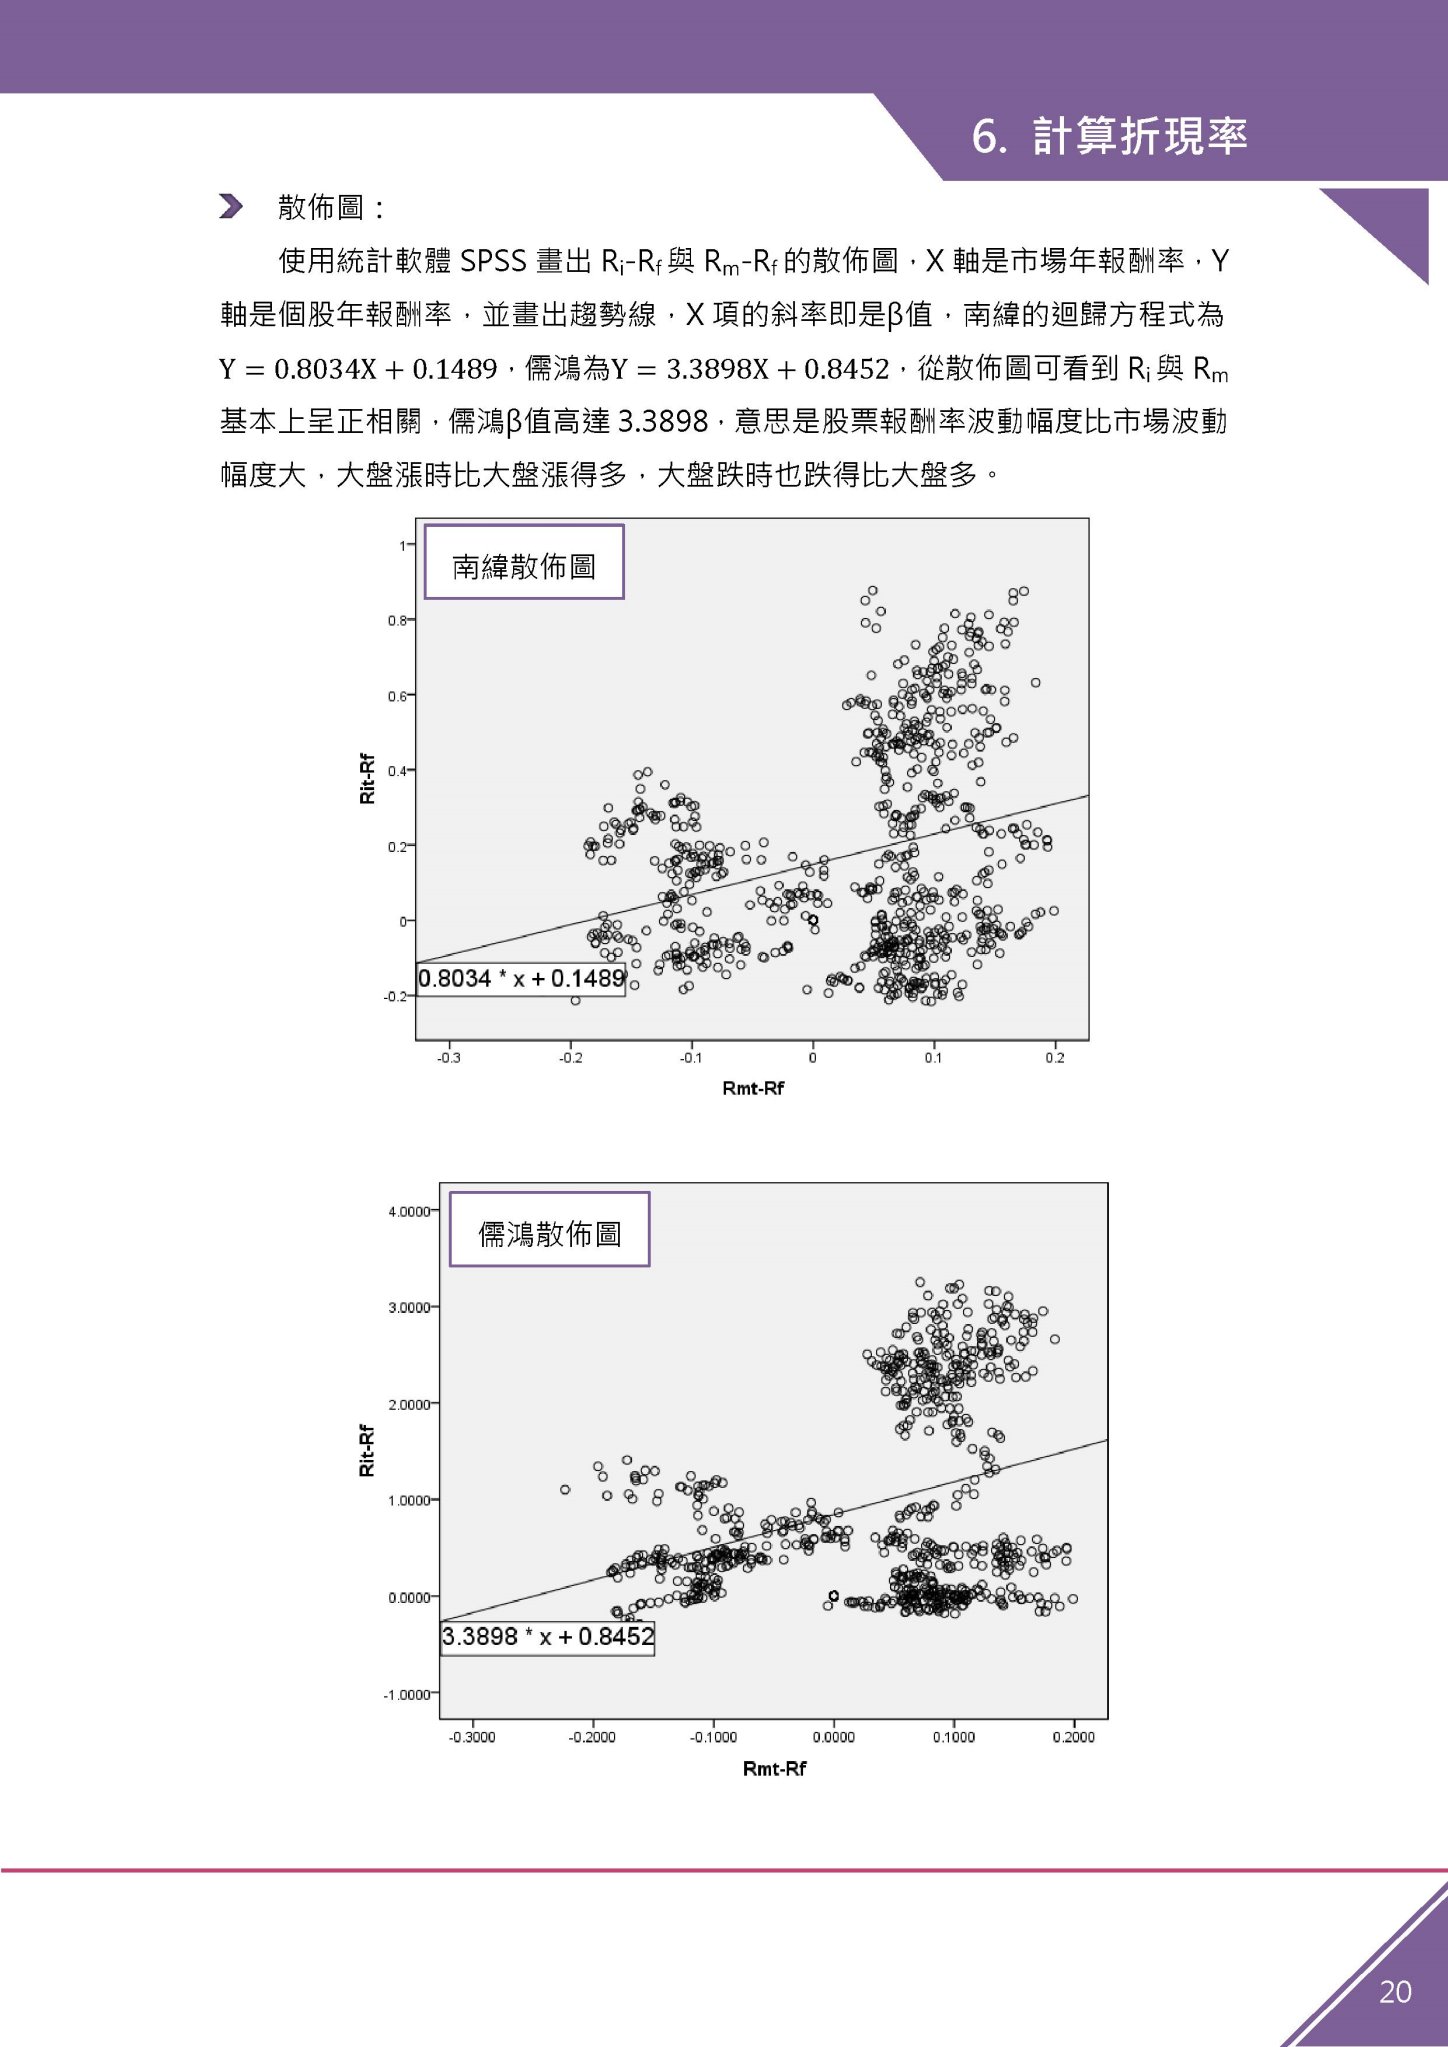 6. 計算折現率
散佈圖：
使用統計軟體 SPSS 畫出 Ri-Rf 與 Rm-Rf 的散佈圖，X 軸是市場年報酬率，Y
軸是個股年報酬率，並畫出趨勢線，X 項的斜率即是β值，南緯的迴歸方程式為
Y = 0.8034X + 0.1489，儒鴻為Y = 3.3898X + 0.8452，從散佈圖可看到 Ri 與 Rm
基本上呈正相關，儒鴻β值高達 3.3898，意思是股票報酬率波動幅度比市場波動
幅度大，大盤漲時比大盤漲得多，大盤跌時也跌得比大盤多。
南緯散佈圖
1
0.8
0.6
0.4
0.2
0
-0.2
Rit-Rf
0.8034 * x + 0.1489
-0.3 -0.2 -0.1 0 0.1 0.2
Rmt-Rf
儒鴻散佈圖
4.0000
3.0000
2.0000
1.0000
0.0000
-1.0000
Rit-Rf
3.3898 * x + 0.8452
-0.3000 -0.2000 -0.1000 0.0000 0.1000 0.2000
Rmt-Rf
20